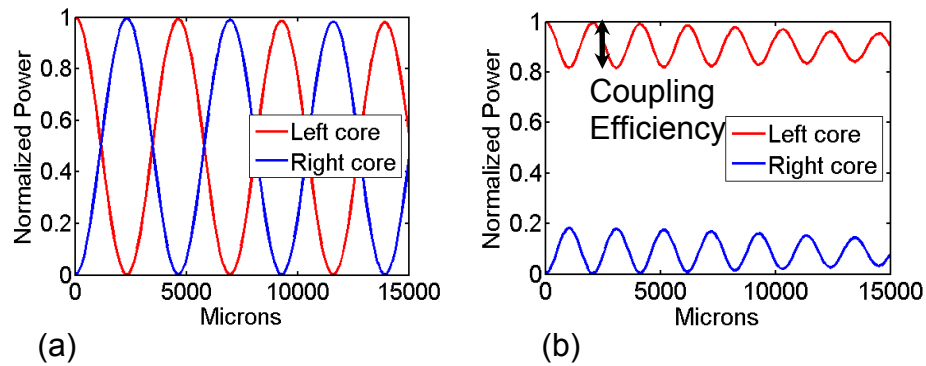 1
0.8
0.6
0.4
0.2
0
Normalized Power
Left core
Right core
0 5000 10000 15000
Microns
(a)
1
0.8
0.6
0.4
0.2
0
Normalized Power
Coupling
Efficiency
Left core
Right core
0 5000 10000 15000
Microns
(b)